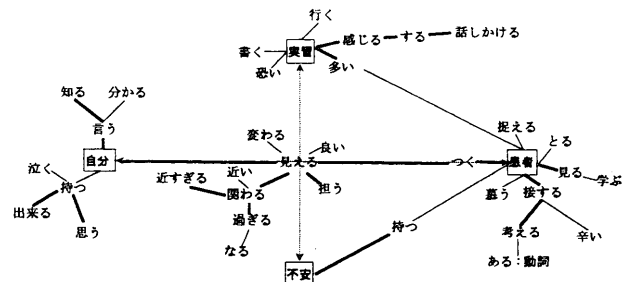 行く
感じる
する
話しかける
書く
実習
恐い
多い
知る
分かる
言う
変わる
良い
捉える
とる
自分
見える
つく
患者
見る
学ぶ
泣く
持つ
近い
近すぎる
関わる
担う
慕う
接する
出来る
思う
過ぎる
持つ
考える
辛い
なる
不安
ある：動詞